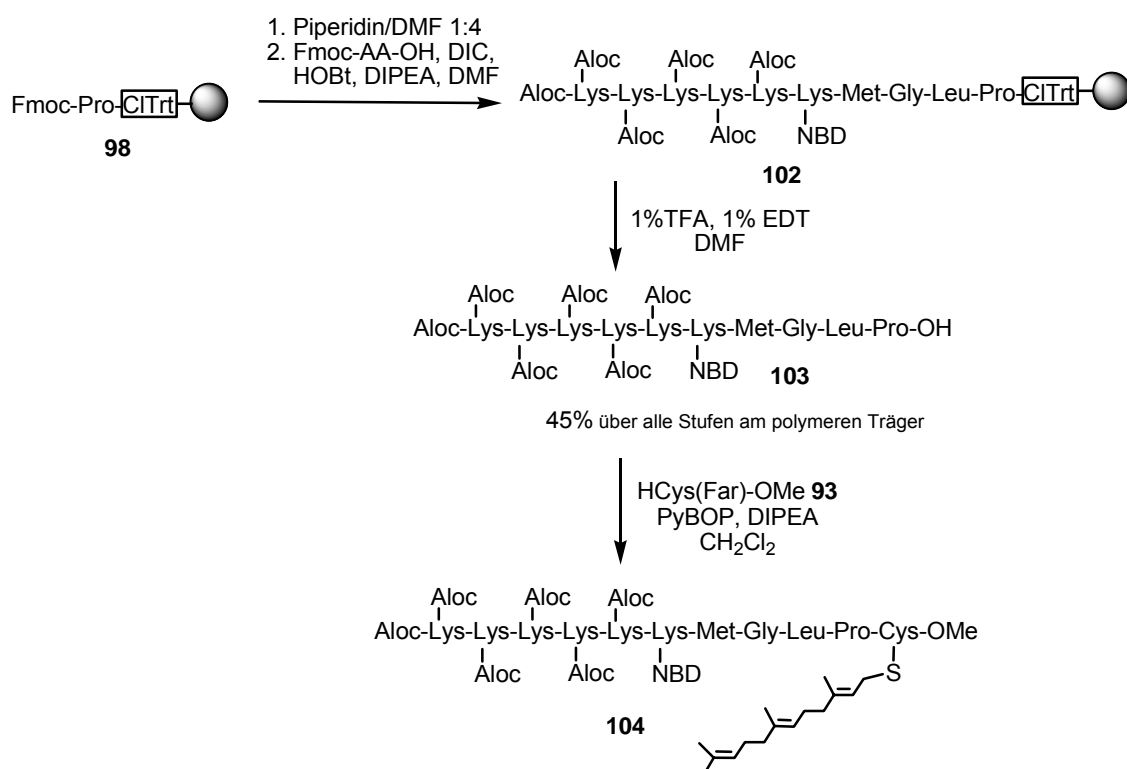 1. Piperidin/DMF 1:4
2. Fmoc-AA-OH, DIC,
HOBt, DIPEA, DMF
Fmoc-Pro-ClTrt
98
Aloc Aloc Aloc
Aloc-Lys-Lys-Lys-Lys-Lys-Lys-Met-Gly-Leu-Pro-ClTrt
Aloc Aloc NBD
102
1%TFA, 1% EDT
DMF
Aloc Aloc Aloc
Aloc-Lys-Lys-Lys-Lys-Lys-Lys-Met-Gly-Leu-Pro-OH
Aloc Aloc NBD
103
45% über alle Stufen am polymeren Träger
HCys(Far)-OMe 93
PyBOP, DIPEA
CH₂Cl₂
Aloc Aloc Aloc
Aloc-Lys-Lys-Lys-Lys-Lys-Lys-Met-Gly-Leu-Pro-Cys-OMe
Aloc Aloc NBD S
104